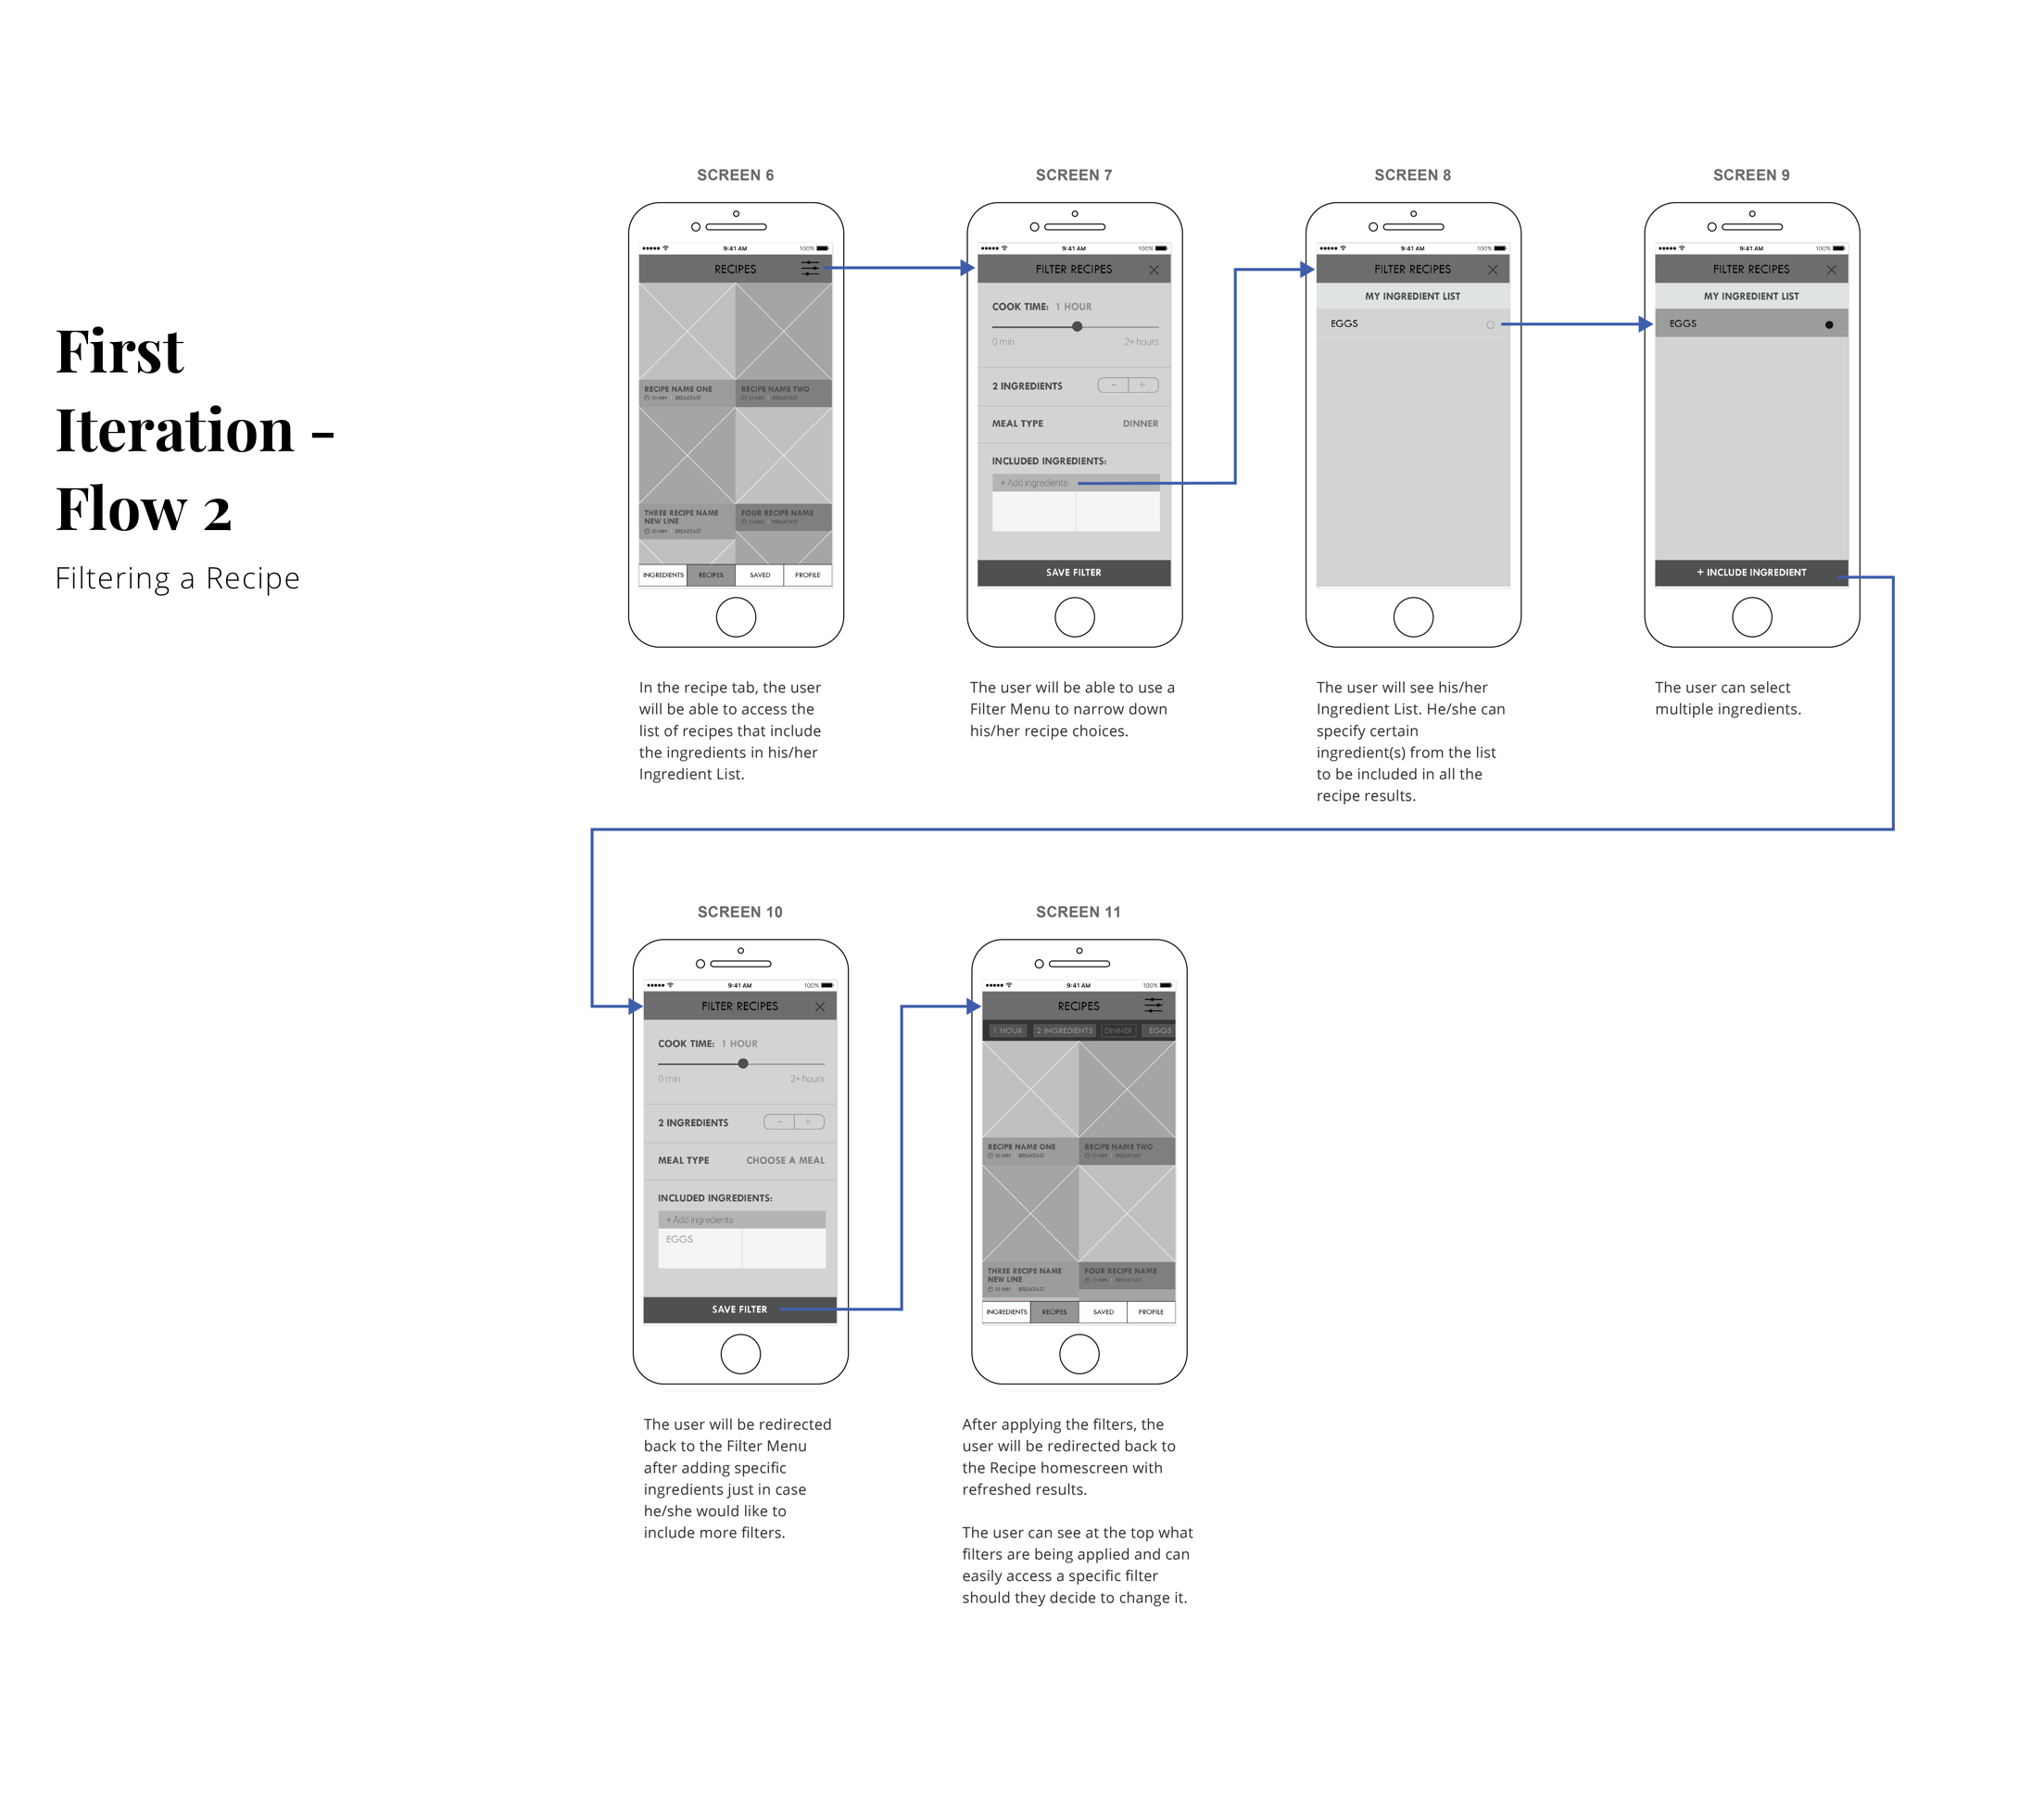 First
Iteration -
Flow 2
Filtering a Recipe
SCREEN 6
9:41 AM 100%
RECIPES
RECIPE NAME ONE
10 MIN | BREAKFAST
RECIPE NAME TWO
10 MIN | BREAKFAST
THREE RECIPE NAME
NEW LINE
10 MIN | BREAKFAST
FOUR RECIPE NAME
10 MIN | BREAKFAST
INGREDIENTS RECIPES SAVED PROFILE
In the recipe tab, the user
will be able to access the
list of recipes that include
the ingredients in his/her
Ingredient List.
SCREEN 7
9:41 AM 100%
FILTER RECIPES
COOK TIME: 1 HOUR
0 min 2+ hours
2 INGREDIENTS - +
MEAL TYPE DINNER
INCLUDED INGREDIENTS:
+ Add ingredients
SAVE FILTER
The user will be able to use a
Filter Menu to narrow down
his/her recipe choices.
SCREEN 8
9:41 AM 100%
FILTER RECIPES
MY INGREDIENT LIST
EGGS
The user will see his/her
Ingredient List. He/she can
specify certain
ingredient(s) from the list
to be included in all the
recipe results.
SCREEN 9
9:41 AM 100%
FILTER RECIPES
MY INGREDIENT LIST
EGGS
+ INCLUDE INGREDIENT
The user can select
multiple ingredients.
SCREEN 10
9:41 AM 100%
FILTER RECIPES
COOK TIME: 1 HOUR
0 min 2+ hours
2 INGREDIENTS - +
MEAL TYPE CHOOSE A MEAL
INCLUDED INGREDIENTS:
+ Add ingredients
EGGS
SAVE FILTER
The user will be redirected
back to the Filter Menu
after adding specific
ingredients just in case
he/she would like to
include more filters.
SCREEN 11
9:41 AM 100%
RECIPES
1 HOUR 2 INGREDIENTS DINNER EGGS
RECIPE NAME ONE
10 MIN | BREAKFAST
RECIPE NAME TWO
10 MIN | BREAKFAST
THREE RECIPE NAME
NEW LINE
10 MIN | BREAKFAST
FOUR RECIPE NAME
10 MIN | BREAKFAST
INGREDIENTS RECIPES SAVED PROFILE
After applying the filters, the
user will be redirected back to
the Recipe homescreen with
refreshed results.
The user can see at the top what
filters are being applied and can
easily access a specific filter
should they decide to change it.